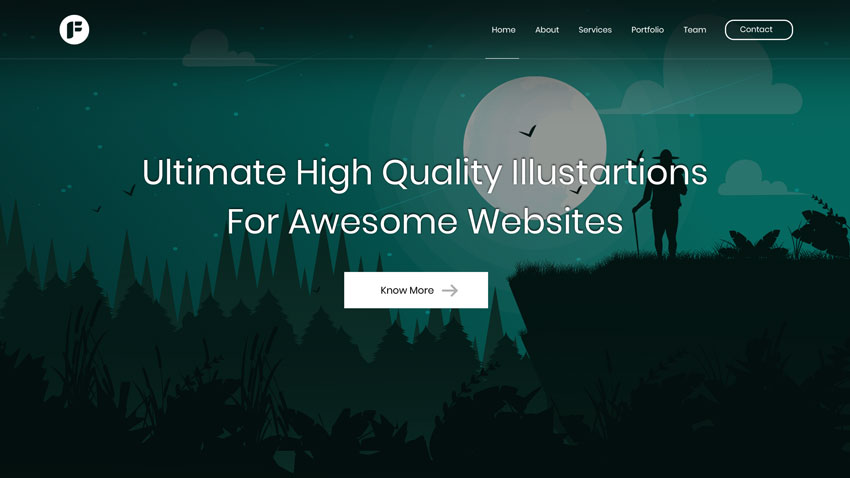 F
Home About Services Portfolio Team Contact
Ultimate High Quality Illustartions
For Awesome Websites
Know More